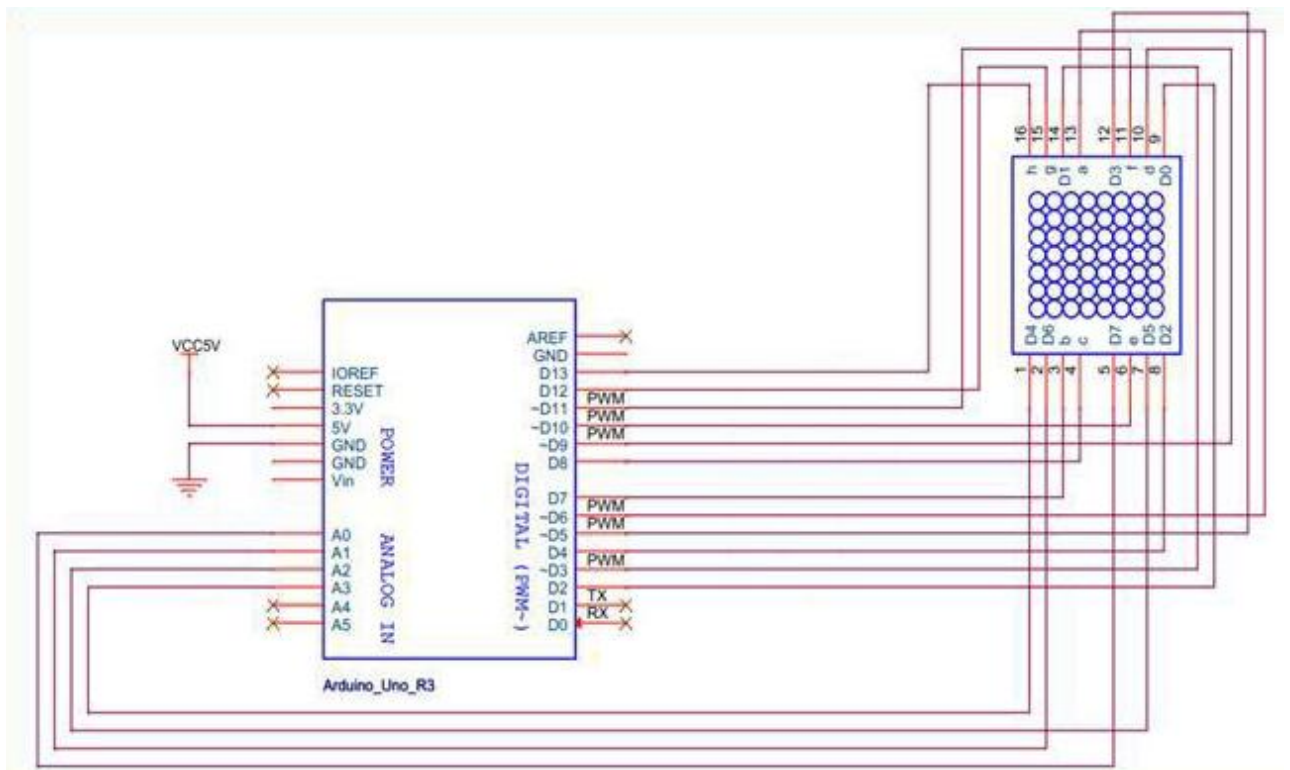 16 15 14 13 12 11 10 9
h g D1 a D3 f d D0
D4 D6 b c D7 e D5 D2
1 2 3 4 5 6 7 8
VCC5V
IOREF
RESET
3.3V
5V
GND
GND
Vin
POWER
A0
A1
A2
A3
A4
A5
ANALOG IN
AREF
GND
D13
D12
~D11 PWM
~D10 PWM
~D9 PWM
D8
D7
~D6 PWM
~D5 PWM
D4
~D3 PWM
D2
D1 TX
D0 RX
DIGITAL (PWM~)
Arduino_Uno_R3